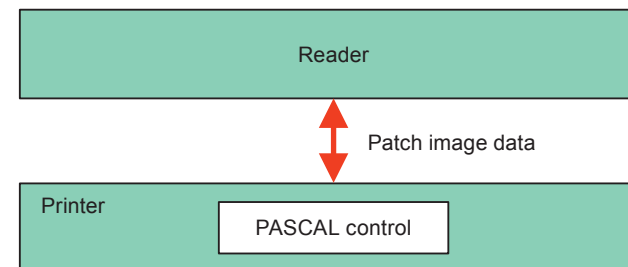 Reader
Patch image data
Printer
PASCAL control